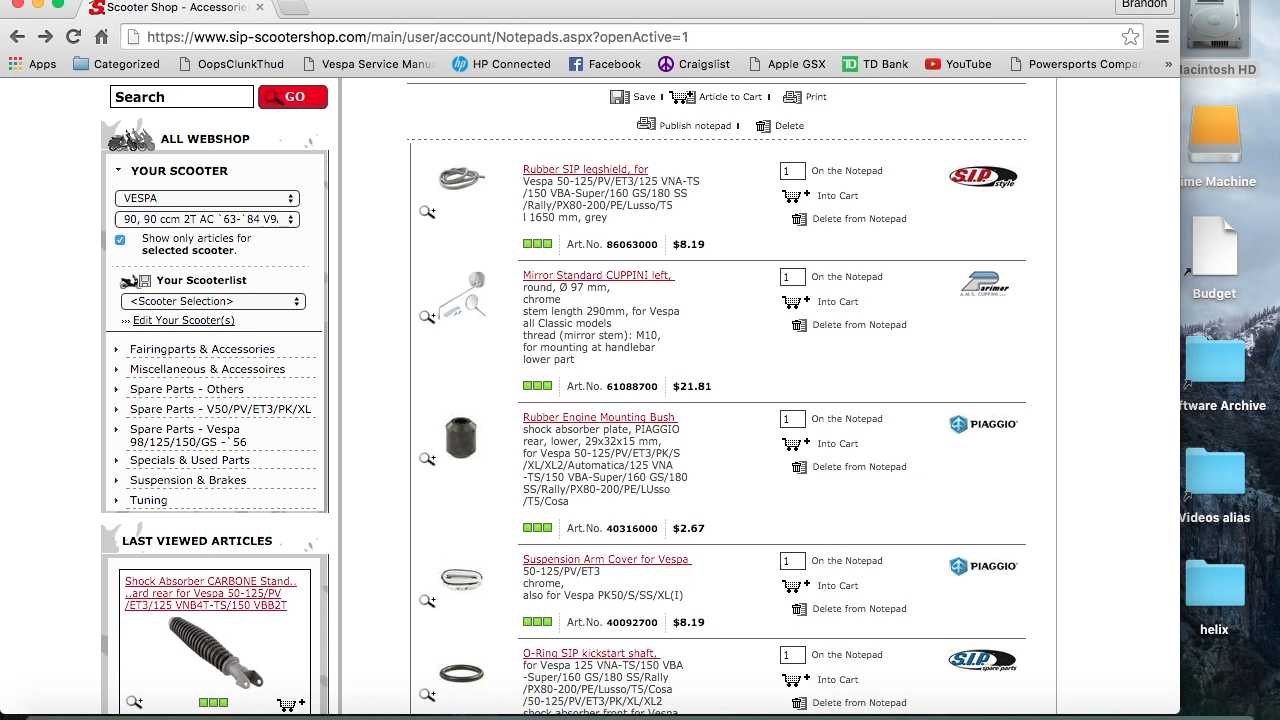 Scooter Shop - Accessorie
Brandon
https://www.sip-scootershop.com/main/user/account/Notepads.aspx?openActive=1
Apps Categorized OopsClunkThud Vespa Service Manu HP Connected Facebook Craigslist Apple GSX TD Bank YouTube Powersports Compa »
Search GO
ALL WEBSHOP
YOUR SCOOTER
VESPA
90, 90 ccm 2T AC `63-`84 V9.
Show only articles for
selected scooter.
Your Scooterlist
<Scooter Selection>
Edit Your Scooter(s)
Fairingparts & Accessories
Miscellaneous & Accessories
Spare Parts - Others
Spare Parts - V50/PV/ET3/PK/XL
Spare Parts - Vespa
98/125/150/GS -`56
Specials & Used Parts
Suspension & Brakes
Tuning
LAST VIEWED ARTICLES
Shock Absorber CARBONE Stand..
..ard rear for Vespa 50-125/PV
/ET3/125 VNB4T-TS/150 VBB2T
Save Article to Cart Print
Publish notepad Delete
Rubber SIP legshield, for
Vespa 50-125/PV/ET3/125 VNA-TS
/150 VBA-Super/160 GS/180 SS
/Rally/PX80-200/PE/Lusso/T5
l 1650 mm, grey
Art.No. 86063000 $8.19
1 On the Notepad
Into Cart
Delete from Notepad
S.I.P. style
Mirror Standard CUPPINI left,
round, Ø 97 mm,
chrome
stem length 290mm, for Vespa
all Classic models
thread (mirror stem): M10,
for mounting at handlebar
lower part
Art.No. 61088700 $21.81
1 On the Notepad
Into Cart
Delete from Notepad
Parimor
A.M.S. CUPPINI
Rubber Engine Mounting Bush
shock absorber plate, PIAGGIO
rear, lower, 29x32x15 mm,
for Vespa 50-125/PV/ET3/PK/S
/XL/XL2/Automatica/125 VNA
-TS/150 VBA-Super/160 GS/180
SS/Rally/PX80-200/PE/LUsso
/T5/Cosa
Art.No. 40316000 $2.67
1 On the Notepad
Into Cart
Delete from Notepad
PIAGGIO
Suspension Arm Cover for Vespa
50-125/PV/ET3
chrome,
also for Vespa PK50/S/SS/XL(I)
Art.No. 40092700 $8.19
1 On the Notepad
Into Cart
Delete from Notepad
PIAGGIO
O-Ring SIP kickstart shaft,
for Vespa 125 VNA-TS/150 VBA
-Super/160 GS/180 SS/Rally
/PX80-200/PE/Lusso/T5/Cosa
/50-125/PV/ET3/PK/XL/XL2
shock absorber front for Vespa
1 On the Notepad
Into Cart
Delete from Notepad
S.I.P. spare parts
acintosh HD
ime Machine
Budget
ftware Archive
Videos alias
helix